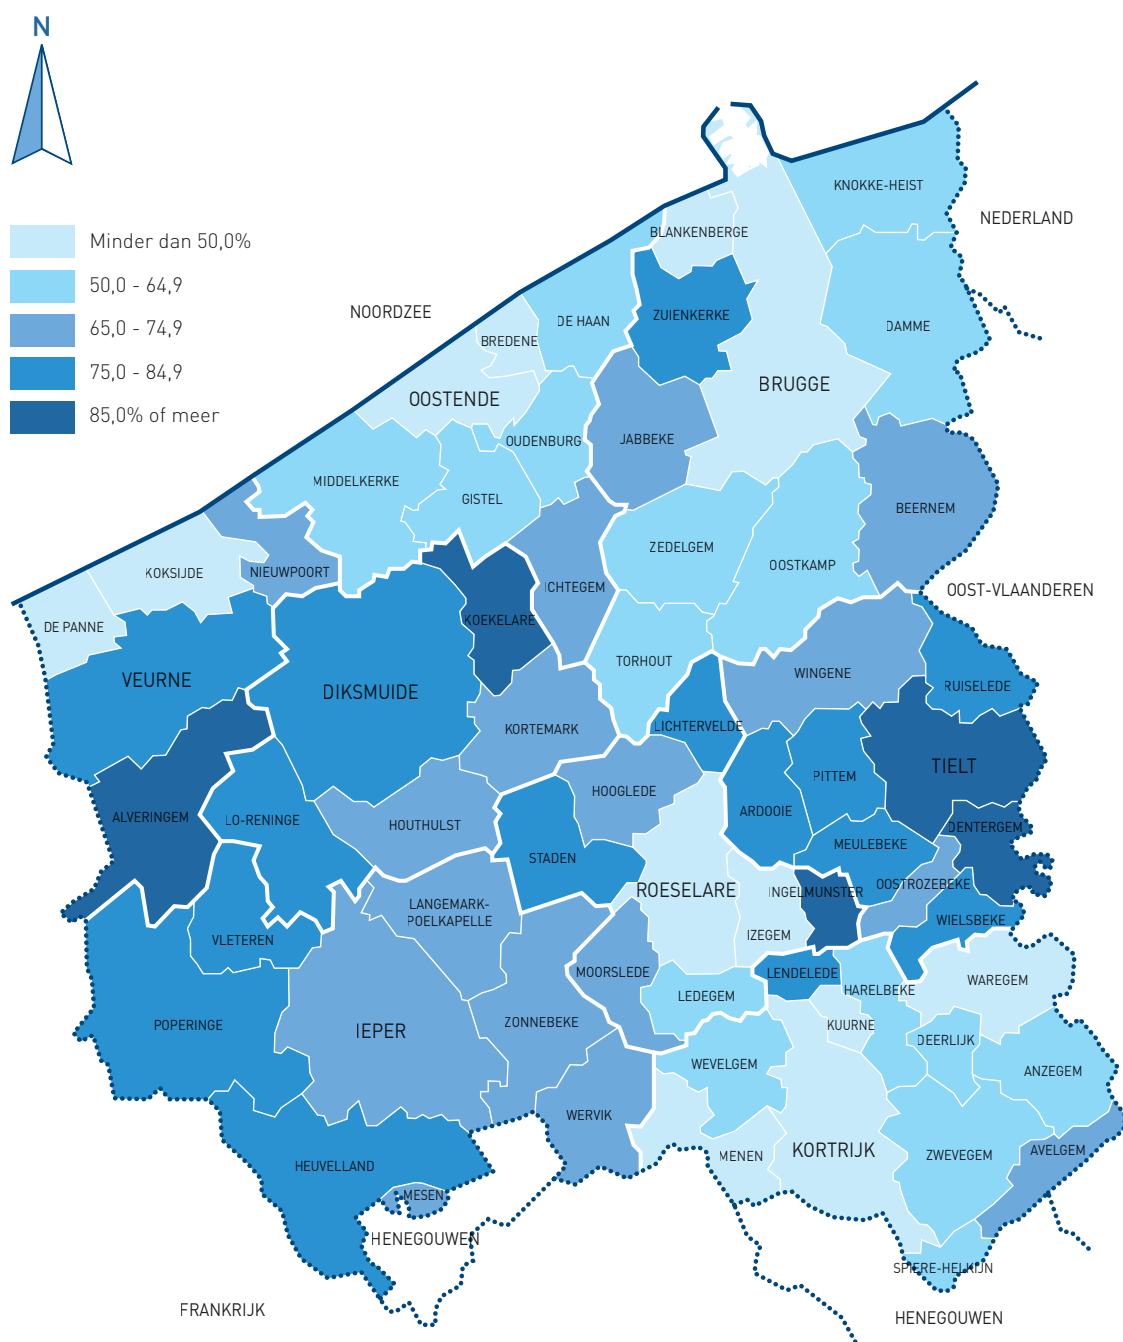 N
KNOKKE-HEIST
NEDERLAND
BLANKENBERGE
Minder dan 50,0%
50,0 - 64,9
65,0 - 74,9
75,0 - 84,9
85,0% of meer
NOORDZEE
DE HAAN
ZUIENKERKE
DAMME
BREDENE
BRUGGE
OOSTENDE
OUDENBURG
JABBEKE
MIDDELKERKE
GISTEL
BEERNEM
ZEDELGEM
OOSTKAMP
KOKSIJDE
NIEUWPOORT
ICHTEGEM
OOST-VLAANDEREN
DE PANNE
KOEKELARE
TORHOUT
WINGENE
VEURNE
DIKSMUIDE
RUISELEDE
KORTEMARK
LICHTERVELDE
TIELT
PITTEM
HOOGLEDE
ARDOOIE
ALVERINGEM
LO-RENINGE
HOUTHULST
DENTERGEM
MEULEBEKE
STADEN
ROESELARE
INGELMUNSTER
OOSTROZEBEKE
LANGEMARK-
POELKAPELLE
WIELSBEKE
IZEGEM
VLETEREN
MOORSLEDE
LENDELEDE
WAREGEM
LEDEGEM
HARELBEKE
POPERINGE
IEPER
ZONNEBEKE
KUURNE
DEERLIJK
WEVELGEM
ANZEGEM
WERVIK
MENEN
KORTRIJK
ZWEVEGEM
AVELGEM
HEUVELLAND
MESEN
HENEGOUWEN
SPIERE-HELKIJN
FRANKRIJK
HENEGOUWEN